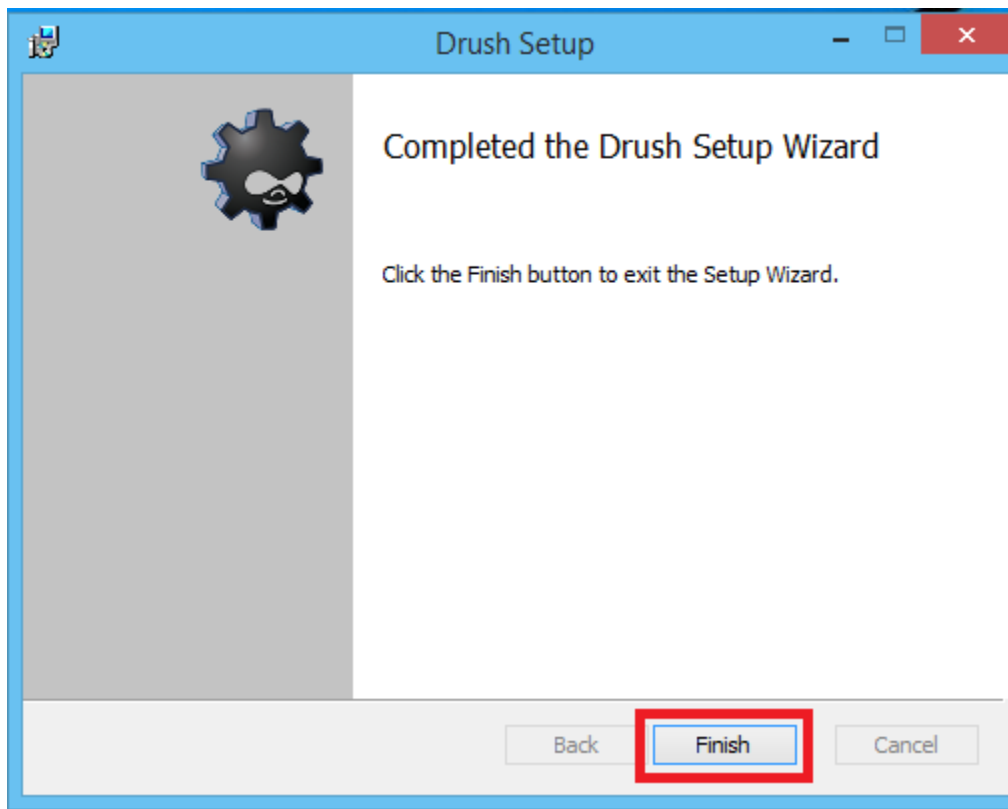 Drush Setup
Completed the Drush Setup Wizard
Click the Finish button to exit the Setup Wizard.
Back Finish Cancel